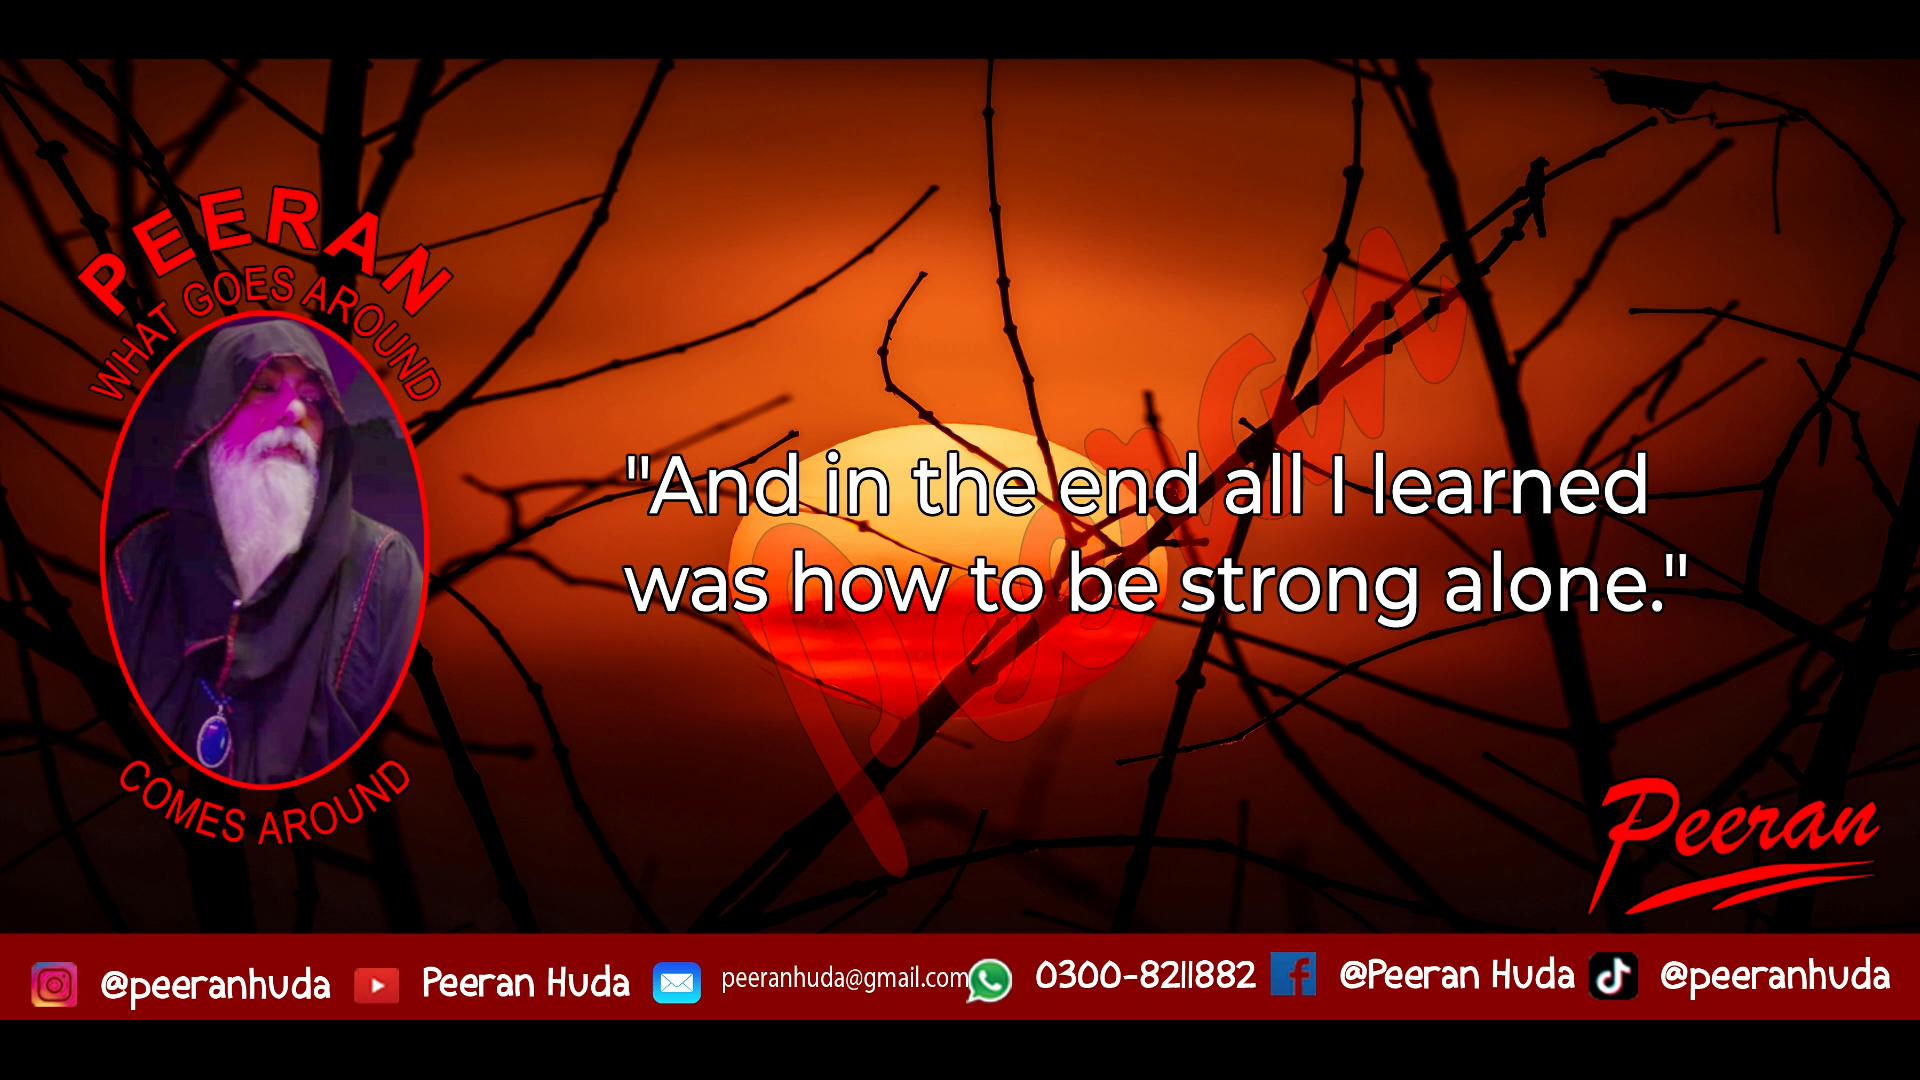 PEERAN
WHAT GOES AROUND
COMES AROUND
"And in the end all I learned
was how to be strong alone."
Peeran
Peeran
@peeranhuda
Peeran Huda
peeranhuda@gmail.com
0300-8211882
@Peeran Huda
@peeranhuda